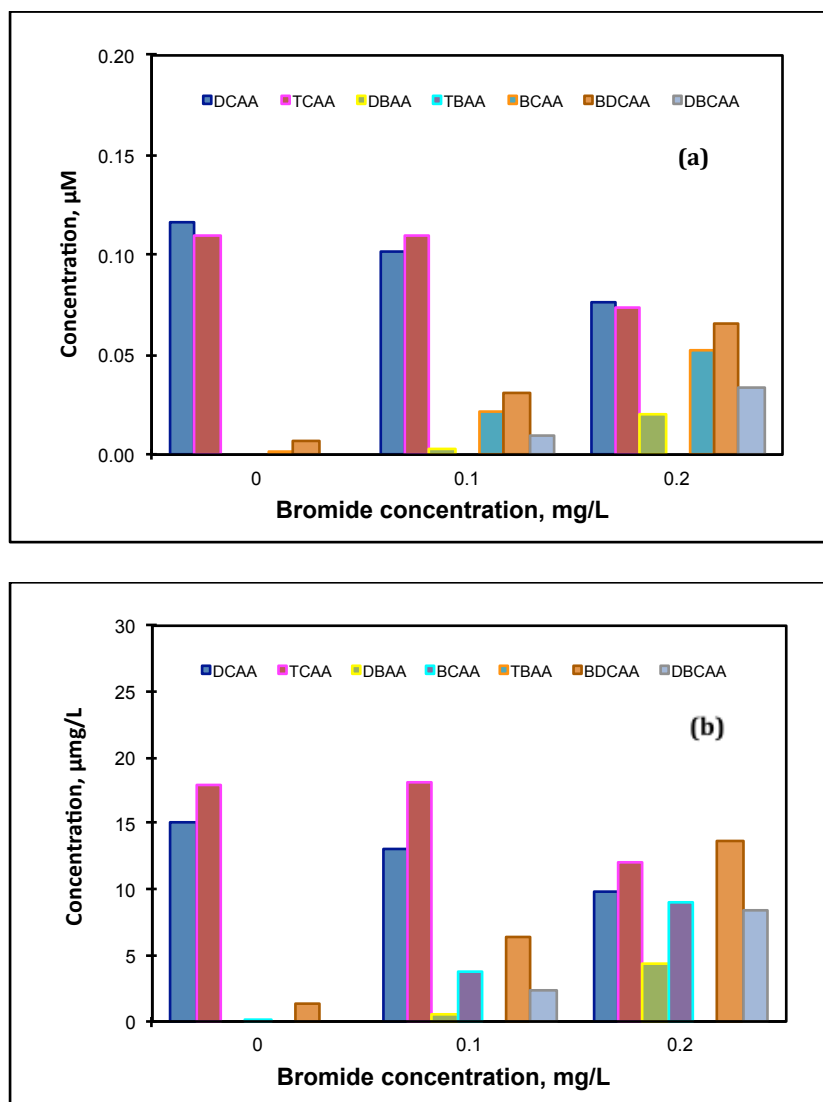 0.20
DCAA TCAA DBAA TBAA BCAA BDCAA DBCAA
0.15
(a)
Concentration, µM
0.10
0.05
0.00
0 0.1 0.2
Bromide concentration, mg/L
30
DCAA TCAA DBAA BCAA TBAA BDCAA DBCAA
25
(b)
20
Concentration, µmg/L
15
10
5
0
0 0.1 0.2
Bromide concentration, mg/L